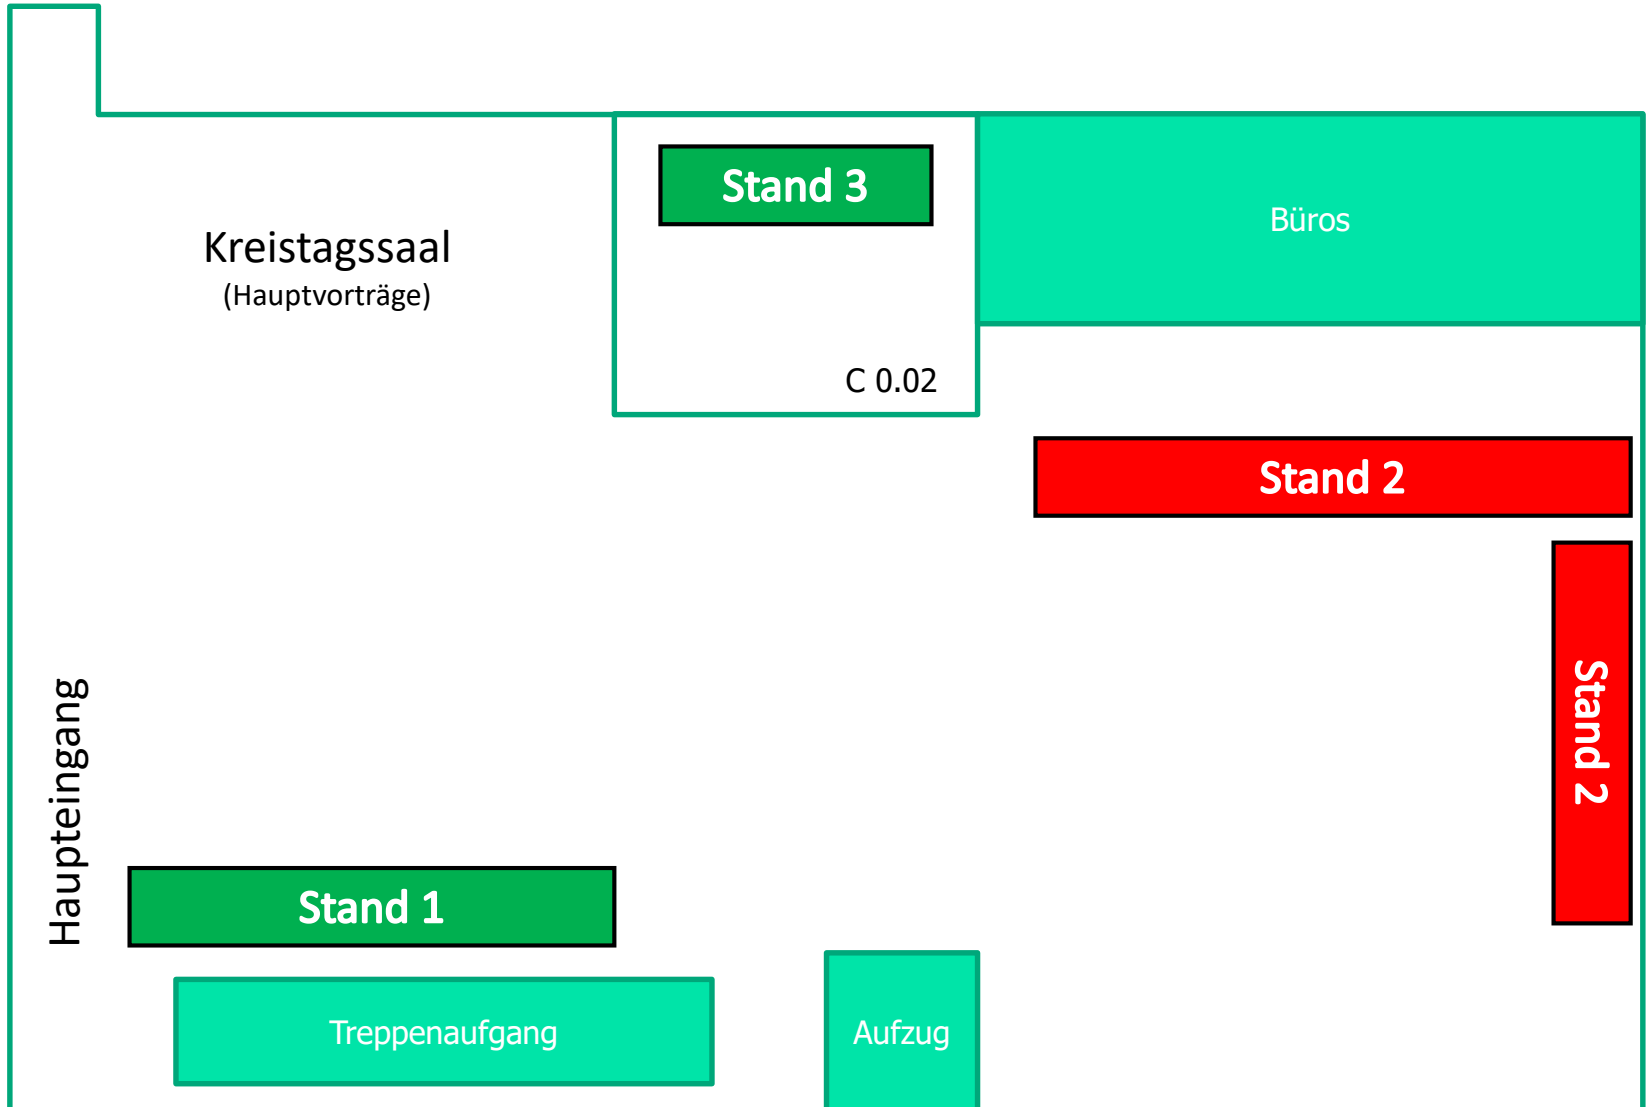 Stand 3
Büros
Kreistagssaal
(Hauptvorträge)
C 0.02
Stand 2
Stand 2
Haupteingang
Stand 1
Treppenaufgang
Aufzug